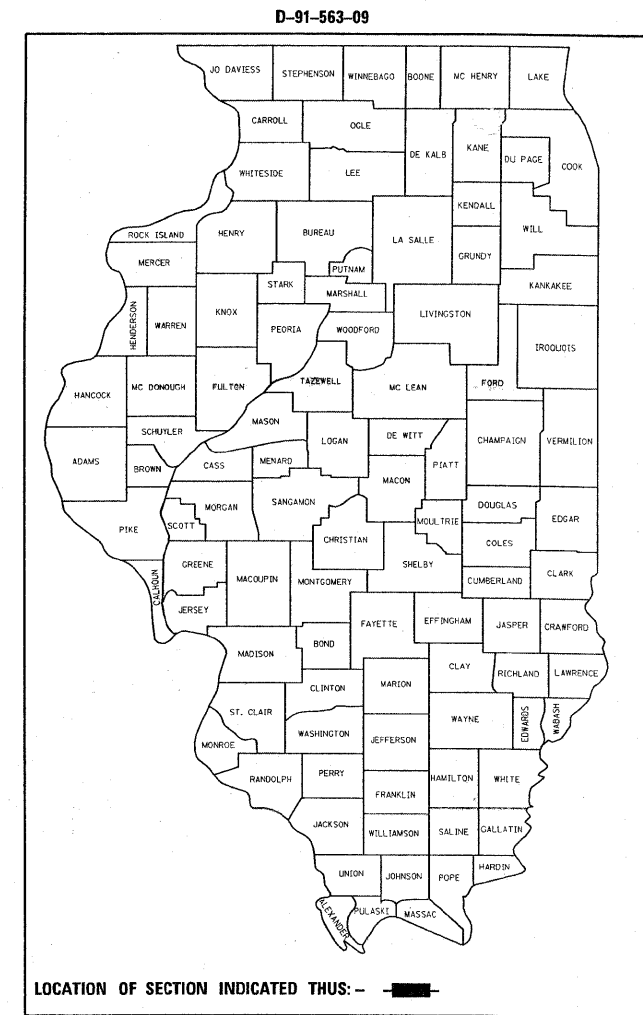 D-91-563-09
JO DAVIESS STEPHENSON WINNEBAGO BOONE MC HENRY LAKE
CARROLL OGLE DE KALB KANE DU PAGE COOK
WHITESIDE LEE
KENDALL
ROCK ISLAND HENRY BUREAU LA SALLE WILL
MERCER PUTNAM GRUNDY
STARK MARSHALL KANKAKEE
HENDERSON WARREN KNOX PEORIA WOODFORD LIVINGSTON
IROQUOIS
HANCOCK MC DONOUGH FULTON TAZEWELL MC LEAN FORD
MASON
SCHUYLER LOGAN DE WITT CHAMPAIGN VERMILION
ADAMS BROWN CASS MENARD PIATT
MACON
MORGAN SANGAMON DOUGLAS
PIKE SCOTT CHRISTIAN MOULTRIE EDGAR
COLES
GREENE MACOUPIN MONTGOMERY SHELBY
CALHOUN CUMBERLAND CLARK
JERSEY
FAYETTE EFFINGHAM JASPER CRAWFORD
MADISON BOND
CLAY RICHLAND LAWRENCE
CLINTON MARION
ST. CLAIR WAYNE EDWARDS WABASH
WASHINGTON JEFFERSON
MONROE
RANDOLPH PERRY HAMILTON WHITE
FRANKLIN
JACKSON WILLIAMSON SALINE GALLATIN
UNION JOHNSON POPE HARDIN
ALEXANDER PULASKI MASSAC
LOCATION OF SECTION INDICATED THUS: -